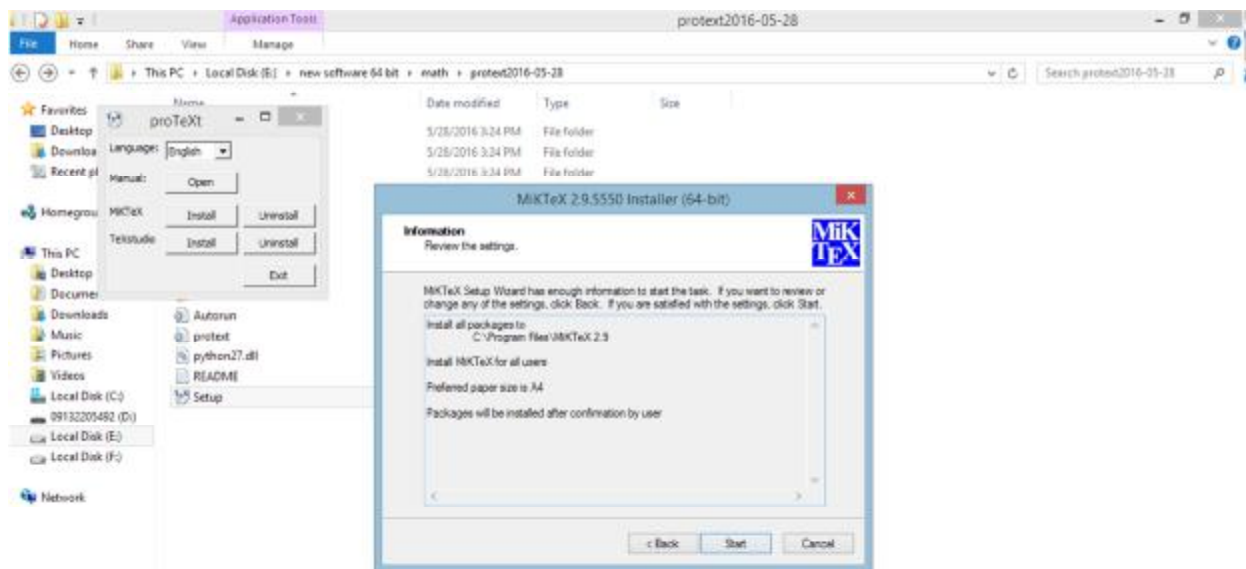 Application Tools
protext2016-05-28
File Home Share View Manage
This PC Local Disk (E:) new software 64 bit math protext2016-05-28
Search protext2016-05-28
Name Date modified Type Size
Favorites
Desktop
Downloa
Recent pl
Homegrou
This PC
Desktop
Documen
Downloads
Music
Pictures
Videos
Local Disk (C:)
09132205492 (D:)
Local Disk (E:)
Local Disk (F:)
Network
5/28/2016 3:24 PM File folder
5/28/2016 3:24 PM File folder
5/28/2016 3:24 PM File folder
Autorun
protext
python27.dll
README
Setup
proTeXt
Language: English
Manual: Open
MiKTeX Install Uninstall
Install Uninstall
Exit
MiKTeX 2.9.5550 Installer (64-bit)
Information
Review the settings.
MiK
TEX
MiKTeX Setup Wizard has enough information to start the task. If you want to review or
change any of the settings, click Back. If you are satisfied with the settings, click Start.
Install all packages to
C:\Program Files\MiKTeX 2.9
Install MiKTeX for all users
Preferred paper size is A4
Packages will be installed after confirmation by user
< Back Start Cancel